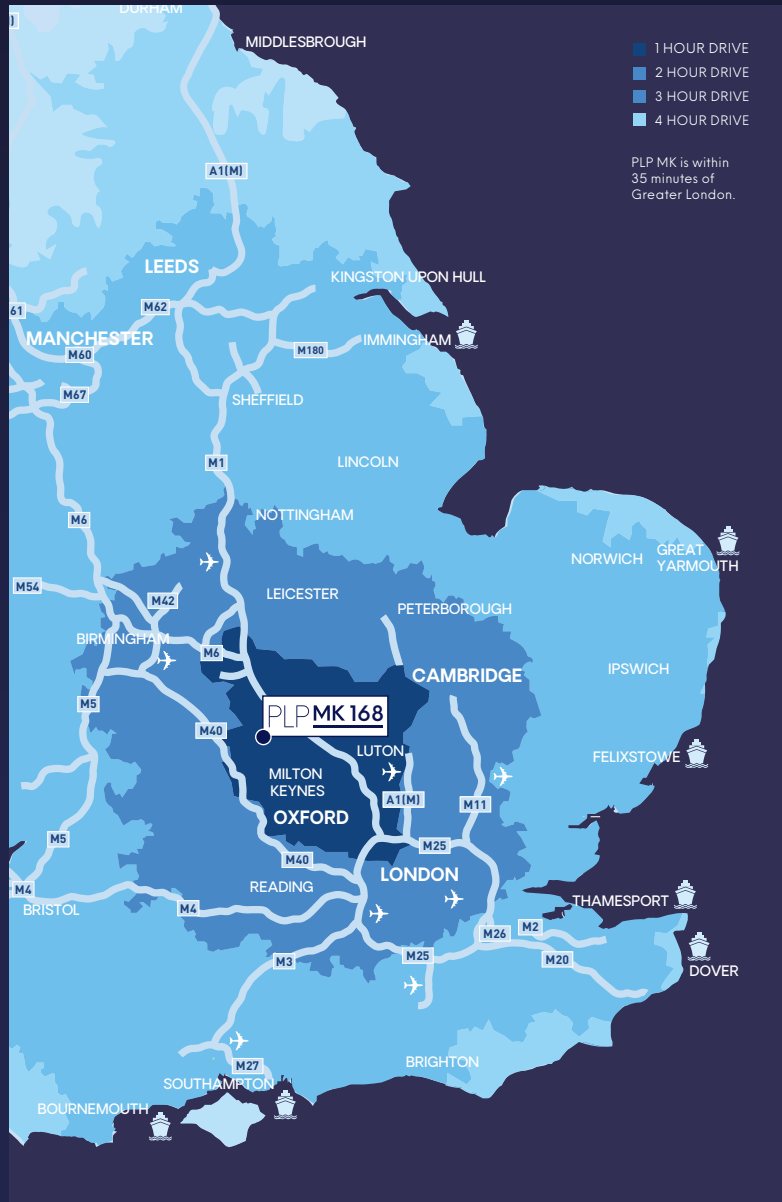 DURHAM
MIDDLESBROUGH
1 HOUR DRIVE
2 HOUR DRIVE
3 HOUR DRIVE
4 HOUR DRIVE
PLP MK is within
35 minutes of
Greater London.
A1(M)
LEEDS
KINGSTON UPON HULL
61
M62
MANCHESTER
M60
IMMINGHAM
M180
M67
SHEFFIELD
M1
LINCOLN
M6
NOTTINGHAM
NORWICH
GREAT
YARMOUTH
M54
M42
LEICESTER
PETERBOROUGH
BIRMINGHAM
M6
CAMBRIDGE
IPSWICH
M5
PLP MK 168
M40
LUTON
FELIXSTOWE
MILTON
KEYNES
A1(M)
M11
OXFORD
M5
M25
M40
LONDON
M4
READING
THAMESPORT
BRISTOL
M4
M26
M2
M3
M25
M20
DOVER
BRIGHTON
M27
SOUTHAMPTON
BOURNEMOUTH